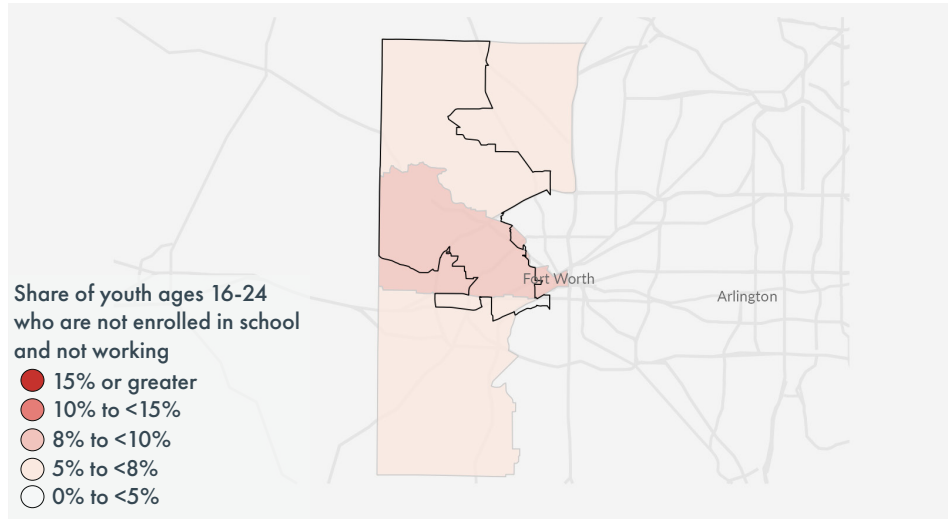 Fort Worth
Arlington
Share of youth ages 16-24
who are not enrolled in school
and not working
15% or greater
10% to <15%
8% to <10%
5% to <8%
0% to <5%